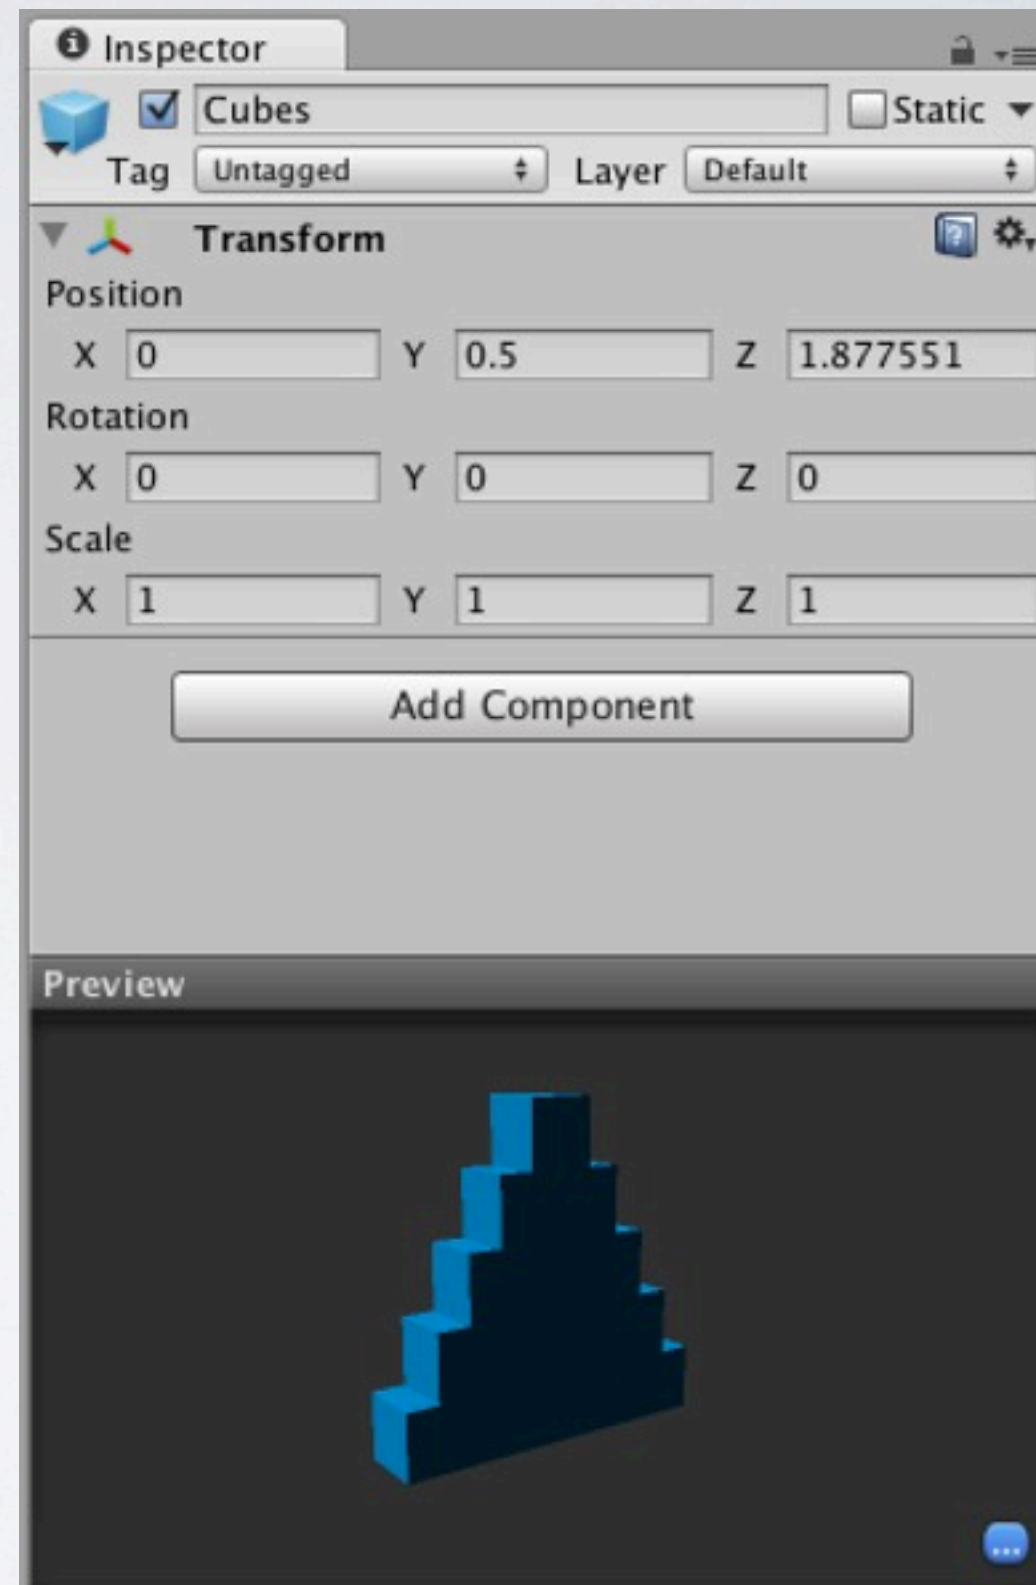 Inspector
Cubes Static
Tag Untagged Layer Default
Transform
Position
X 0 Y 0.5 Z 1.877551
Rotation
X 0 Y 0 Z 0
Scale
X 1 Y 1 Z 1
Add Component
Preview